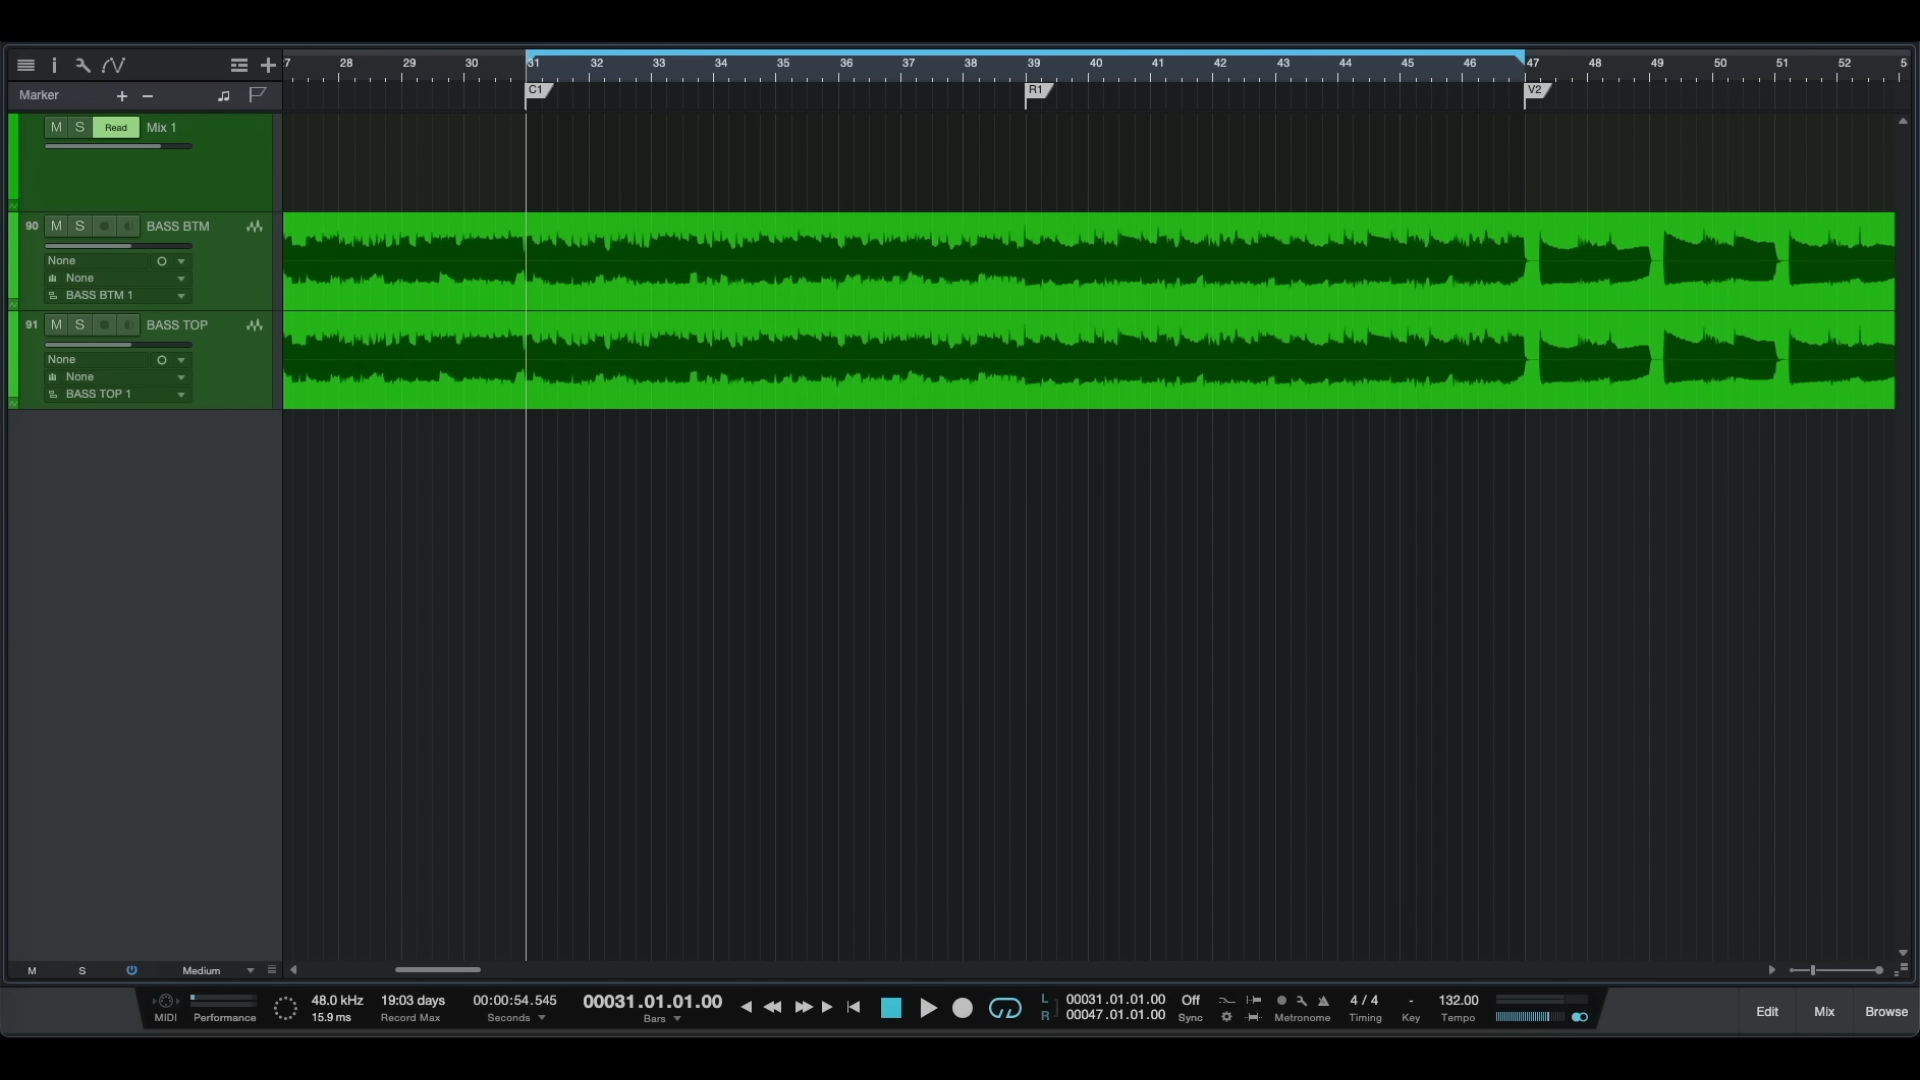 7 28 29 30 31 32 33 34 35 36 37 38 39 40 41 42 43 44 45 46 47 48 49 50 51 52 5
Marker
C1 R1 V2
M S Read Mix 1
90 M S BASS BTM
None
None
BASS BTM 1
91 M S BASS TOP
None
None
BASS TOP 1
M S Medium
MIDI
Performance
48.0 kHz
15.9 ms
19:03 days
Record Max
00:00:54.545
Seconds
00031.01.01.00
Bars
L 00031.01.01.00
R 00047.01.01.00
Off
Sync
Metronome
4 / 4
Timing
-
Key
132.00
Tempo
Edit Mix Browse